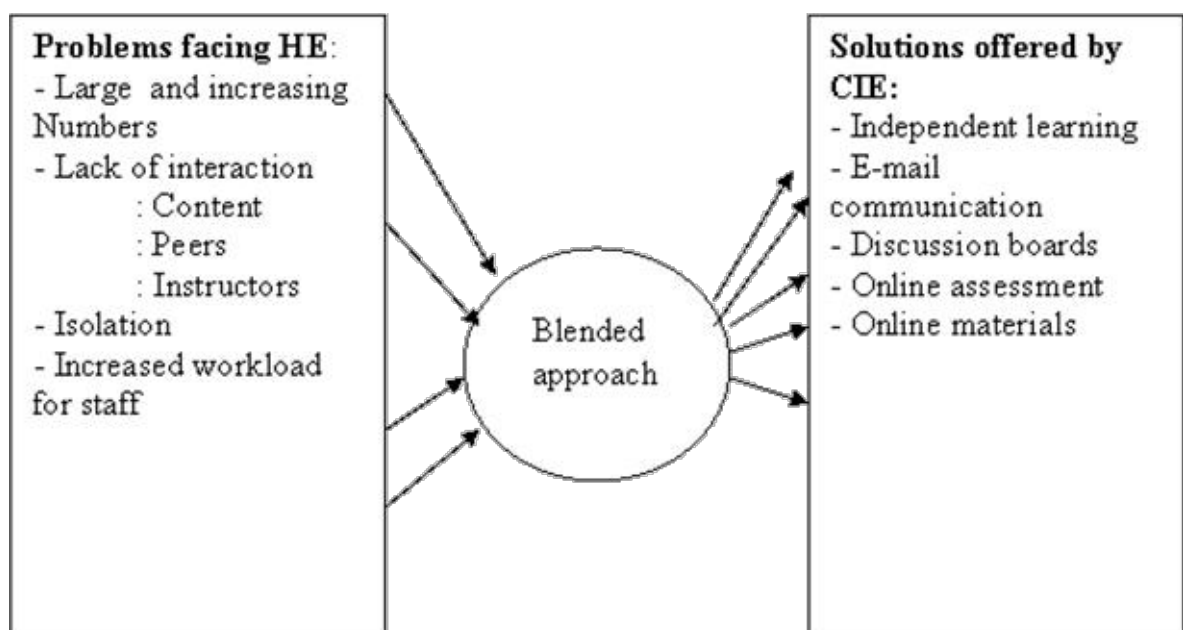 Problems facing HE:
- Large and increasing
Numbers
- Lack of interaction
: Content
: Peers
: Instructors
- Isolation
- Increased workload
for staff
Blended
approach
Solutions offered by
CIE:
- Independent learning
- E-mail
communication
- Discussion boards
- Online assessment
- Online materials